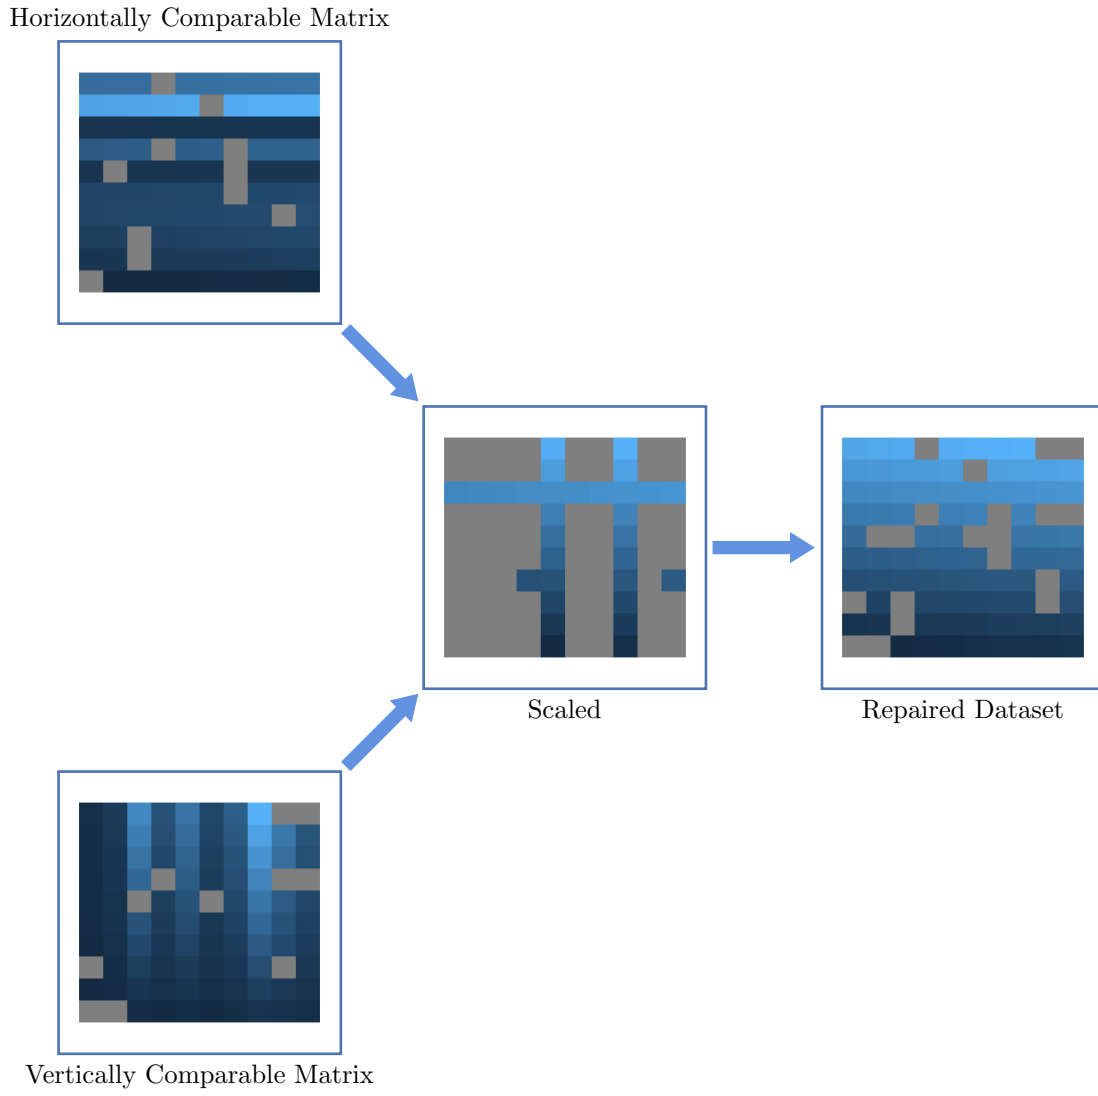 Horizontally Comparable Matrix
Scaled
Repaired Dataset
Vertically Comparable Matrix